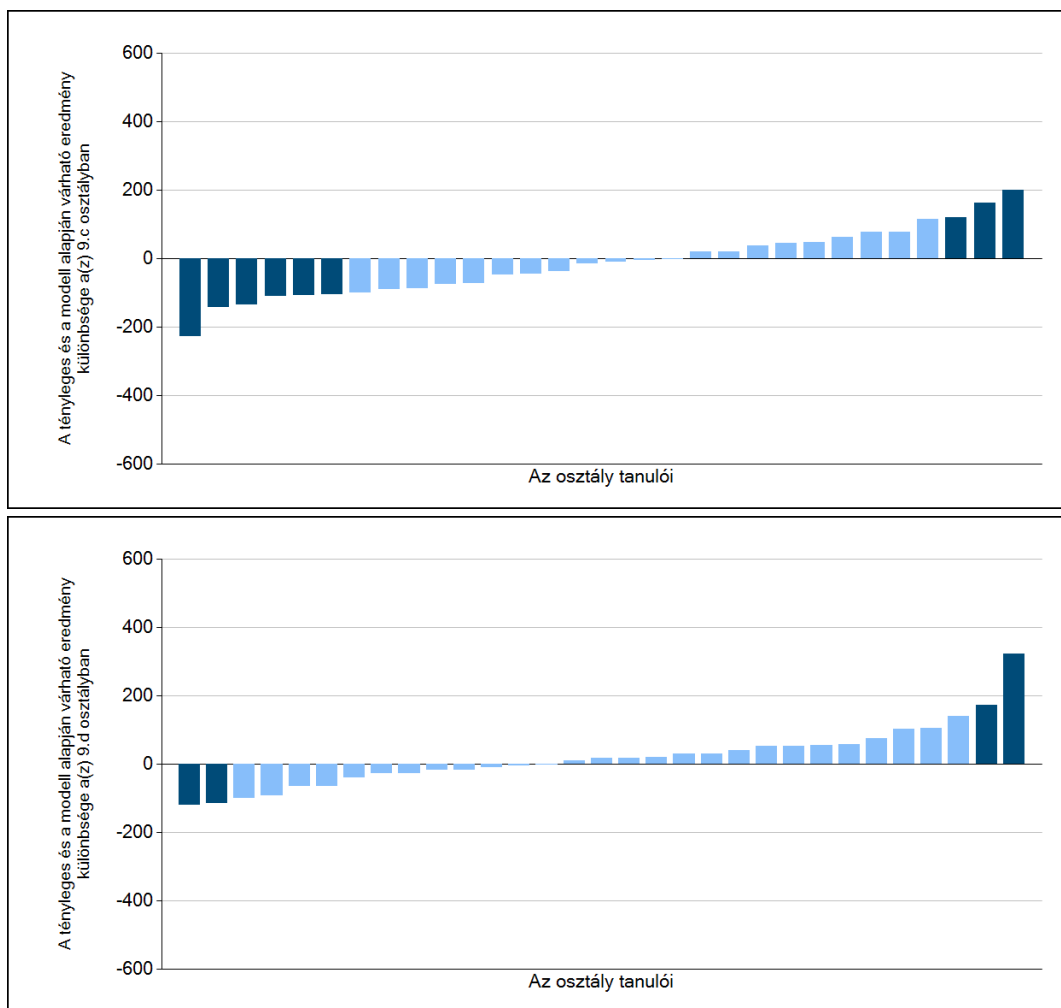 A tényleges és a modell alapján várható eredmény
különbsége a(z) 9.c osztályban
600
400
200
0
-200
-400
-600
Az osztály tanulói
A tényleges és a modell alapján várható eredmény
különbsége a(z) 9.d osztályban
600
400
200
0
-200
-400
-600
Az osztály tanulói